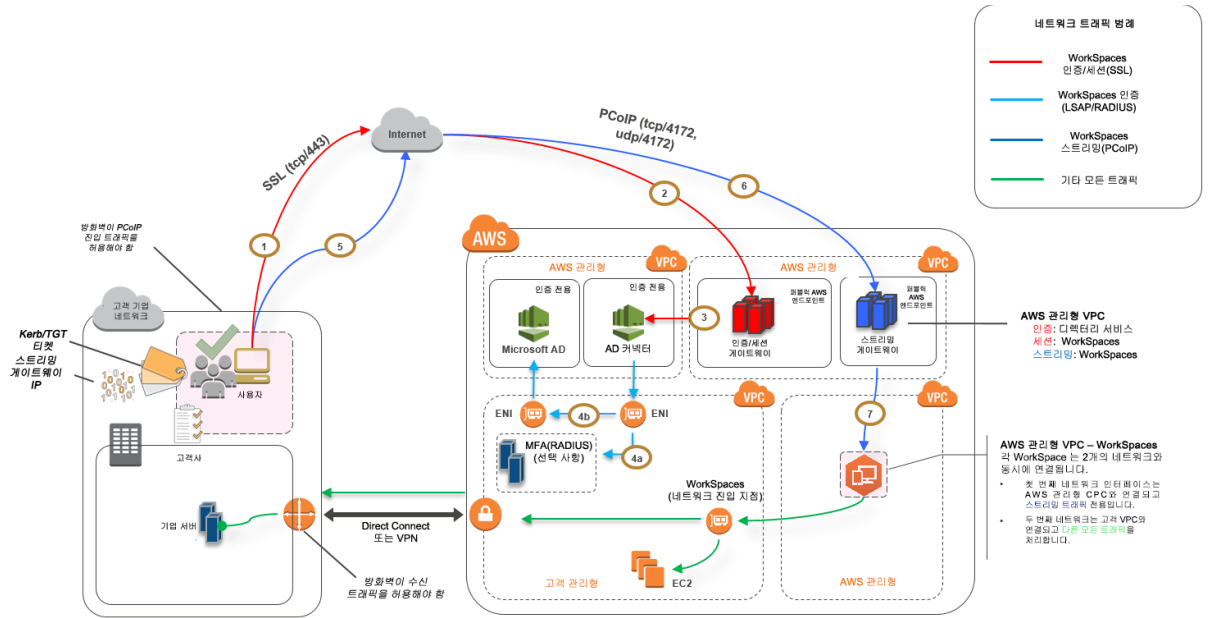 네트워크 트래픽 범례
WorkSpaces
인증/세션(SSL)
WorkSpaces 인증
(LSAP/RADIUS)
WorkSpaces
스트리밍(PCoIP)
기타 모든 트래픽
Internet
SSL (tcp/443)
PCoIP (tcp/4172,
udp/4172)
1
5
2
6
방화벽이 PCoIP
진입 트래픽을
허용해야 함
고객 기업
네트워크
Kerb/TGT
티켓
스트리밍
게이트웨이
IP
사용자
고객사
기업 서버
Direct Connect
또는 VPN
방화벽이 수신
트래픽을 허용해야 함
AWS
VPC
AWS 관리형
인증 전용
Microsoft AD
인증 전용
AD 커넥터
3
VPC
AWS 관리형
퍼블릭 AWS
엔드포인트
인증/세션
게이트웨이
퍼블릭
AWS
엔드포인트
스트리밍
게이트웨이
AWS 관리형 VPC
인증: 디렉터리 서비스
세션: WorkSpaces
스트리밍: WorkSpaces
VPC
ENI
4b
ENI
4a
MFA(RADIUS)
(선택 사항)
WorkSpaces
(네트워크 진입 지점)
EC2
고객 관리형
VPC
7
AWS 관리형
AWS 관리형 VPC – WorkSpaces
각 WorkSpace 는 2개의 네트워크와
동시에 연결됩니다.
• 첫 번째 네트워크 인터페이스는
AWS 관리형 CPC와 연결되고
스트리밍 트래픽 전용입니다.
• 두 번째 네트워크는 고객 VPC와
연결되고 다른 모든 트래픽을
처리합니다.